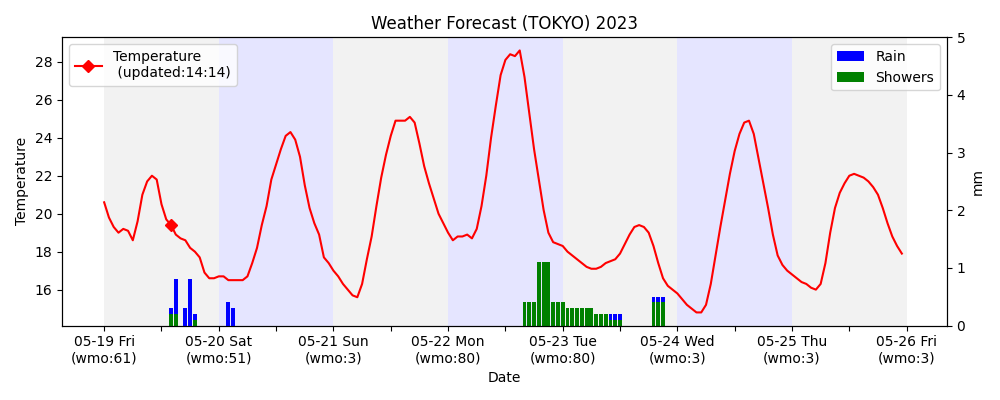 Weather Forecast (TOKYO) 2023
Temperature
(updated:14:14)
Rain
Showers
28
26
24
22
20
18
16
Temperature
5
4
3
2
1
0
mm
05-19 Fri
(wmo:61)
05-20 Sat
(wmo:51)
05-21 Sun
(wmo:3)
05-22 Mon
(wmo:80)
05-23 Tue
(wmo:80)
05-24 Wed
(wmo:3)
05-25 Thu
(wmo:3)
05-26 Fri
(wmo:3)
Date